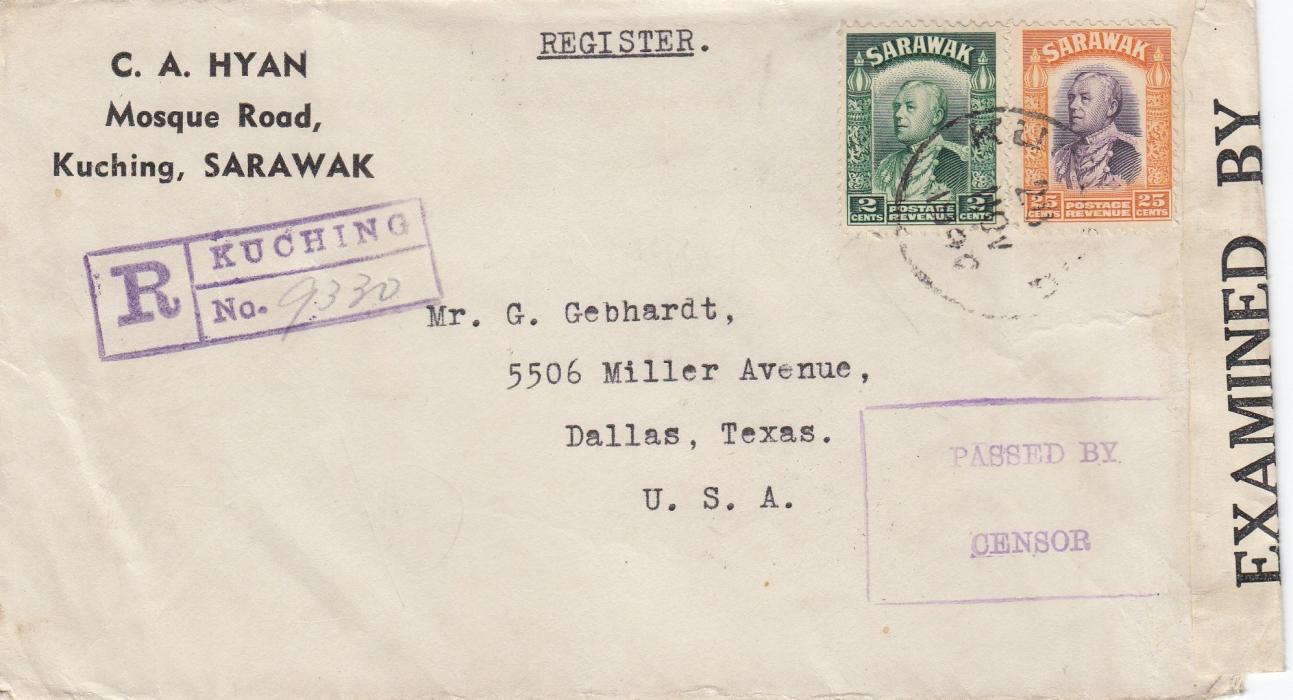 C. A. HYAN
Mosque Road,
Kuching, SARAWAK
REGISTER.
SARAWAK
2 CENTS POSTAGE REVENUE 2 CENTS
SARAWAK
25 CENTS POSTAGE REVENUE 25 CENTS
R
KUCHING
No. 9330
Mr. G. Gebhardt,
5506 Miller Avenue,
Dallas, Texas.
U. S. A.
PASSED BY
CENSOR
EXAMINED BY